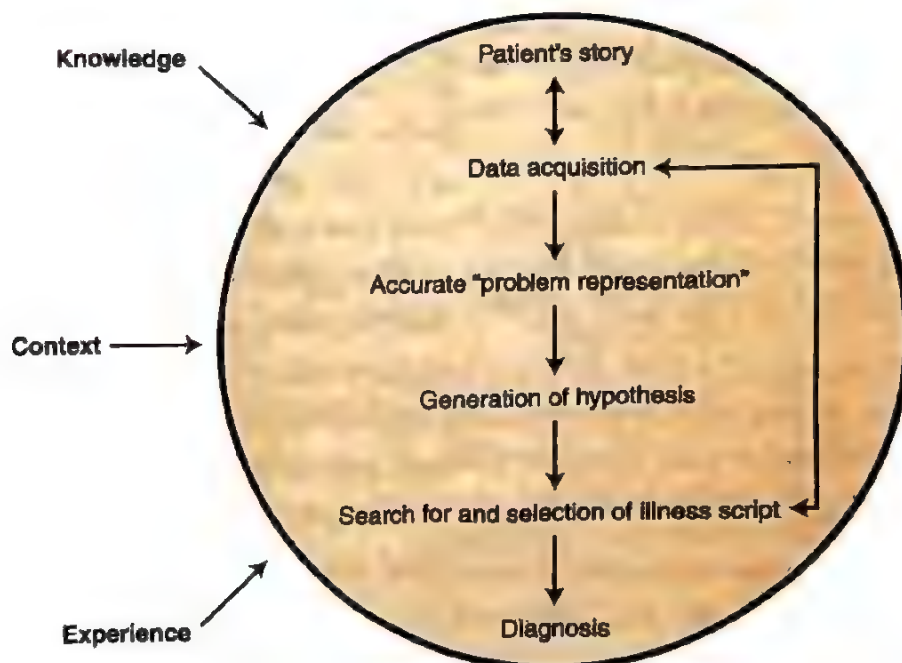 Knowledge
Patient's story
Data acquisition
Accurate "problem representation"
Context
Generation of hypothesis
Search for and selection of illness script
Experience
Diagnosis